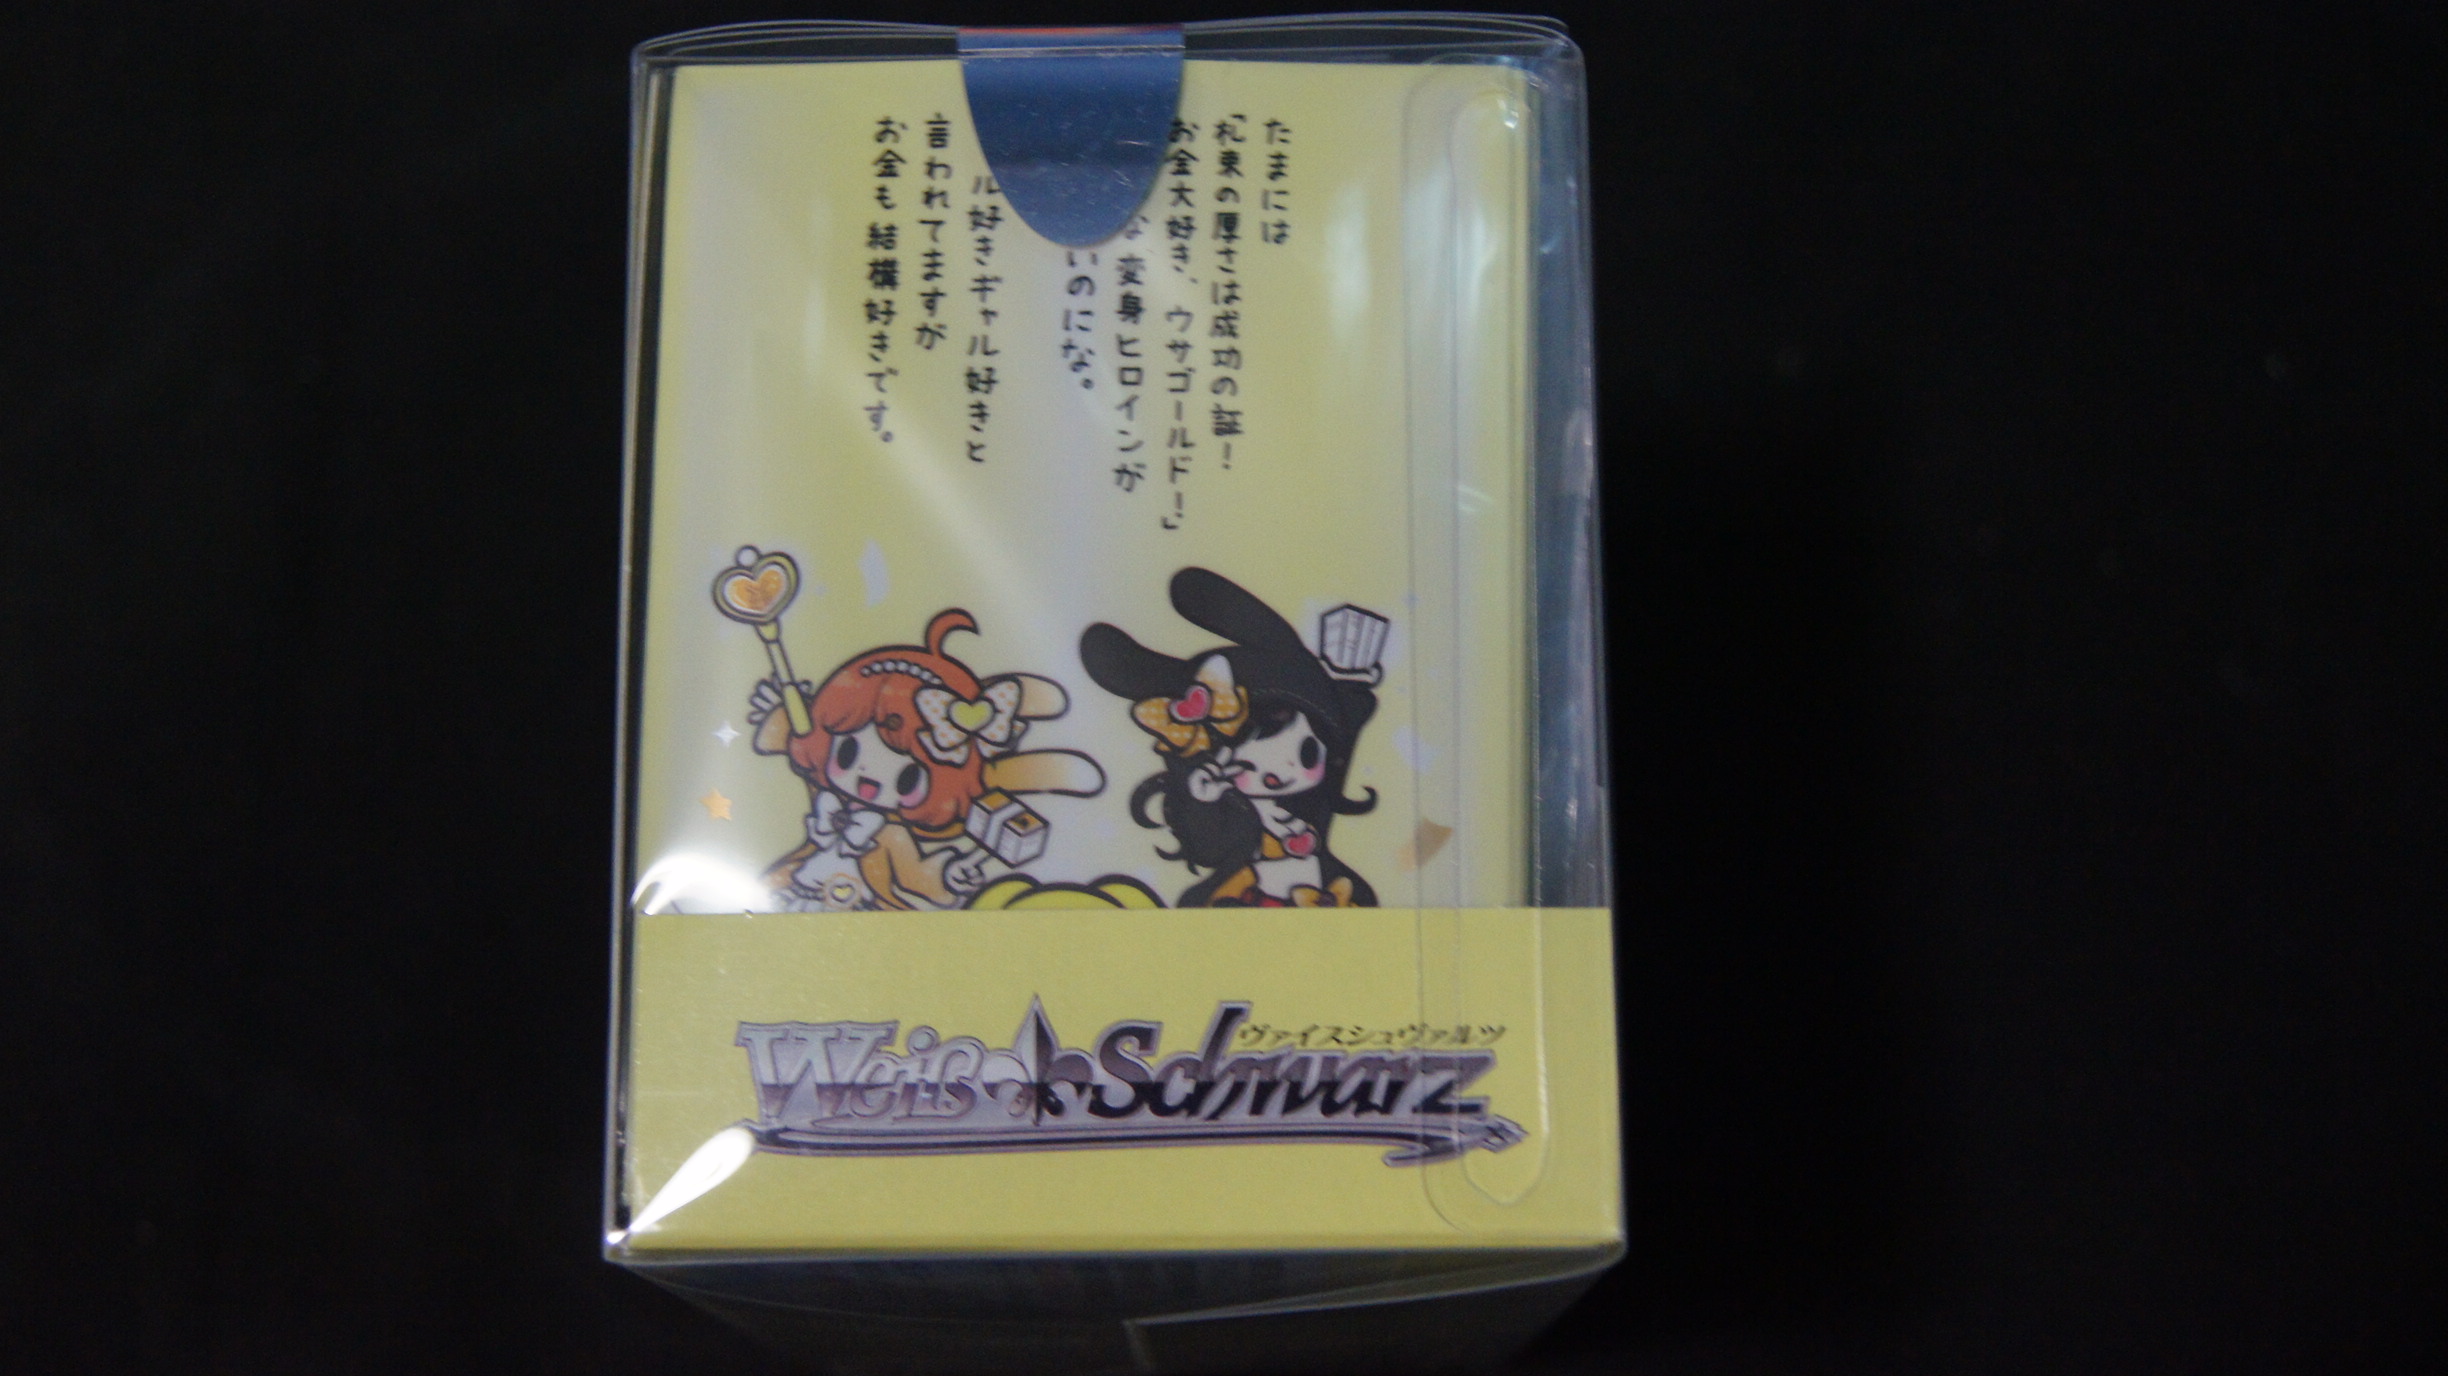 たまには
「札束の厚さは成功の証！
お金大好き、ウサゴールド！」
な変身ヒロインが
いのにな。
ル好きギャル好きと
言われてますが
お金も結構好きです。
ヴァイスシュヴァルツ
Weiß Schwarz